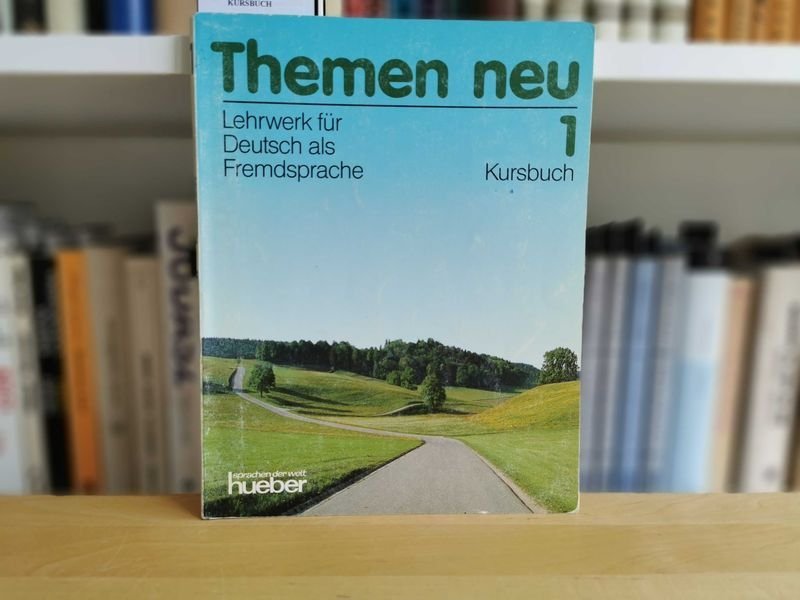 KURSBUCH
Themen neu
Lehrwerk für
Deutsch als
Fremdsprache
1
Kursbuch
sprachen der welt
hueber